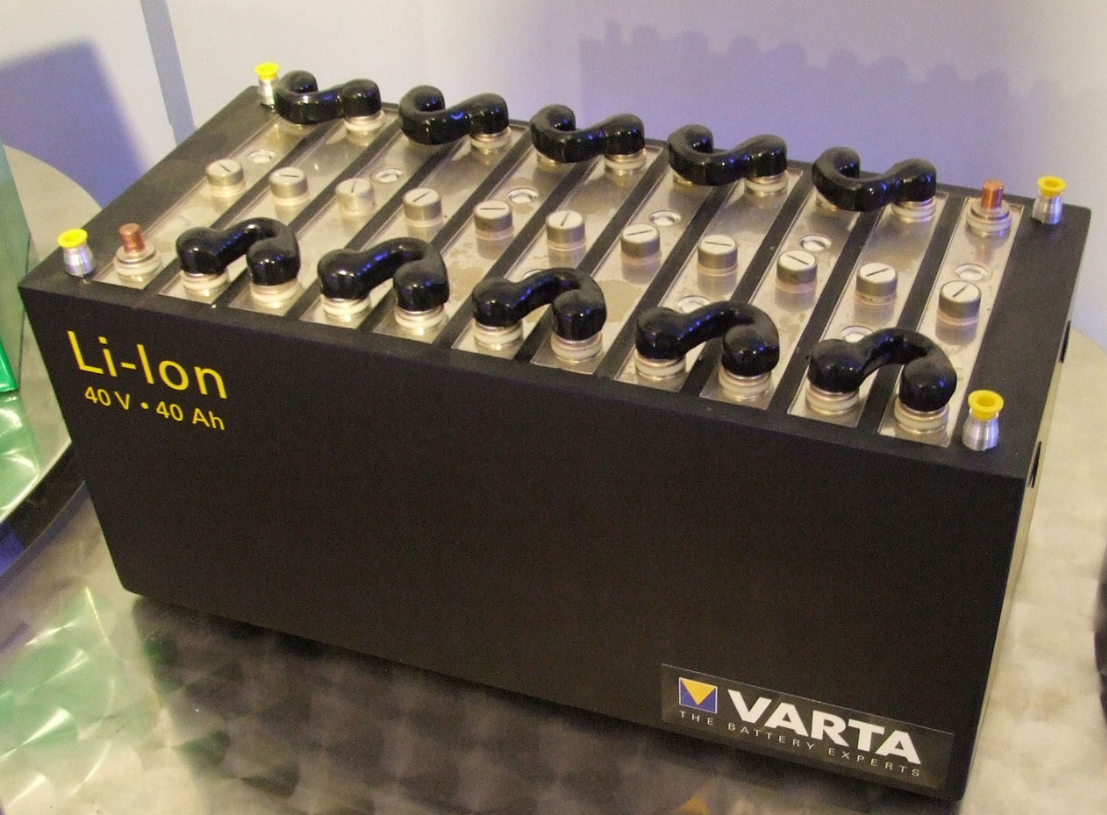 Li-Ion
40 V • 40 Ah
VARTA
THE BATTERY EXPERTS